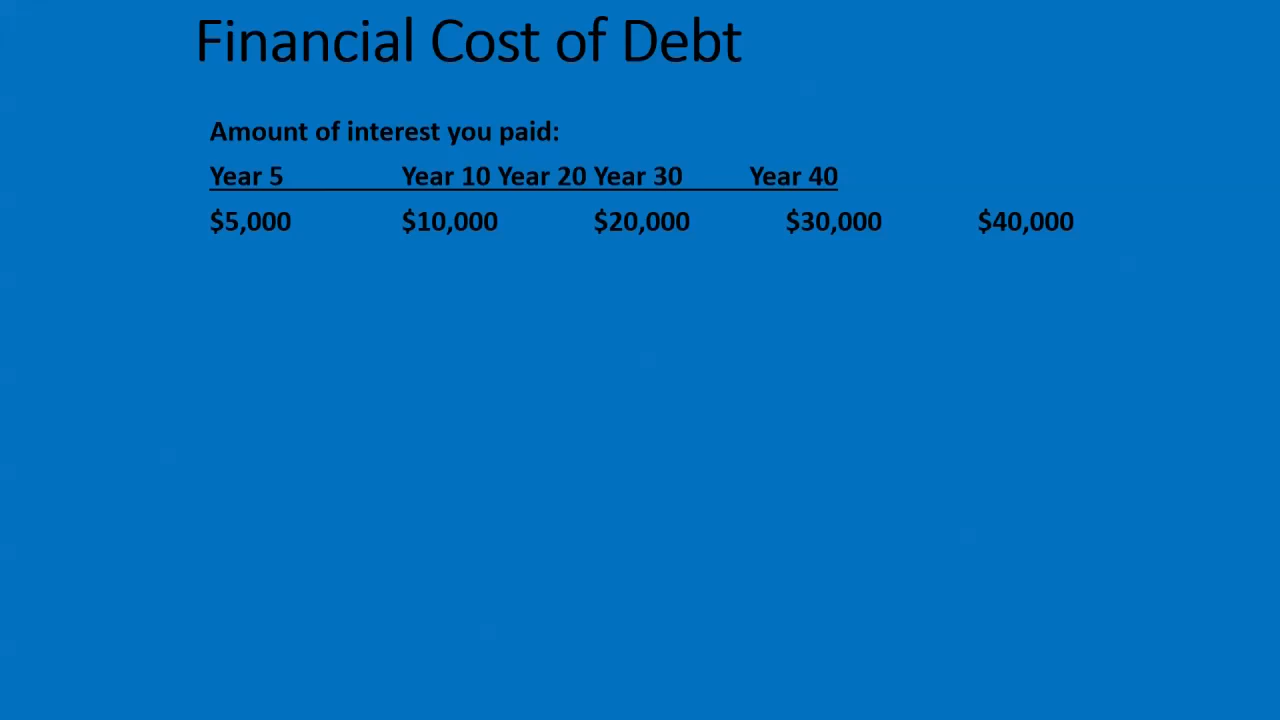 Financial Cost of Debt
Amount of interest you paid:
Year 5 Year 10 Year 20 Year 30 Year 40
$5,000 $10,000 $20,000 $30,000 $40,000